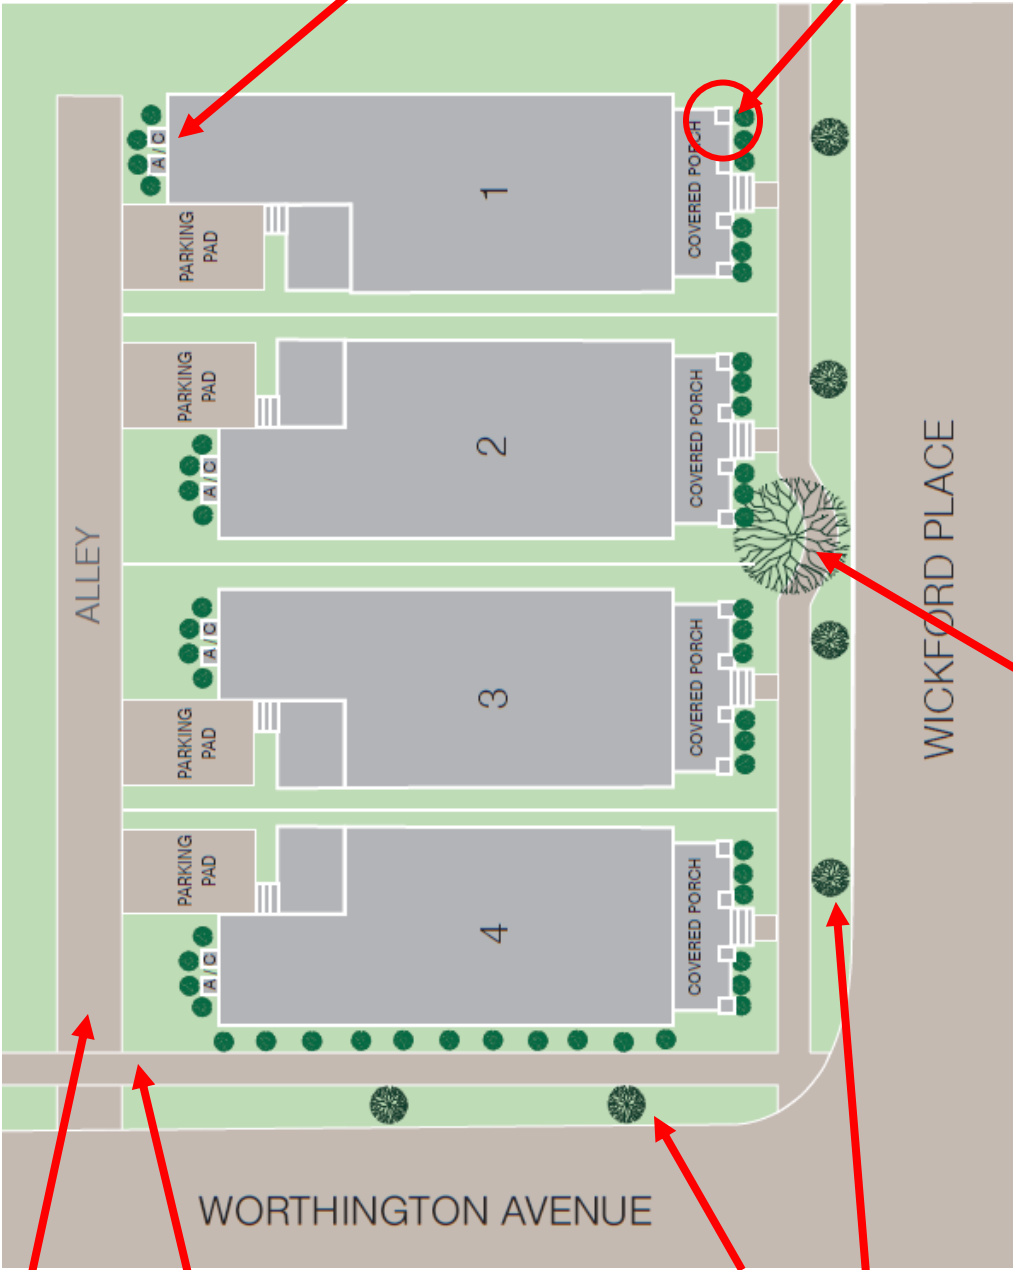 A/C
1
COVERED PORCH
PARKING
PAD
PARKING
PAD
2
COVERED PORCH
A/C
ALLEY
WICKFORD PLACE
A/C
3
COVERED PORCH
PARKING
PAD
PARKING
PAD
4
COVERED PORCH
A/C
WORTHINGTON AVENUE